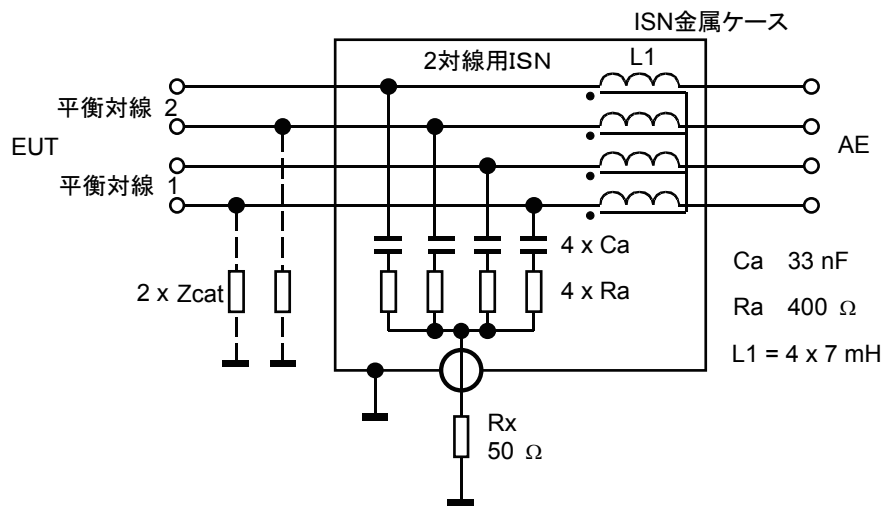 ISN金属ケース
2対線用ISN
L1
平衡対線 2
EUT
AE
平衡対線 1
4 x Ca
Ca 33 nF
2 x Zcat
4 x Ra
Ra 400 Ω
L1 = 4 x 7 mH
Rx
50 Ω